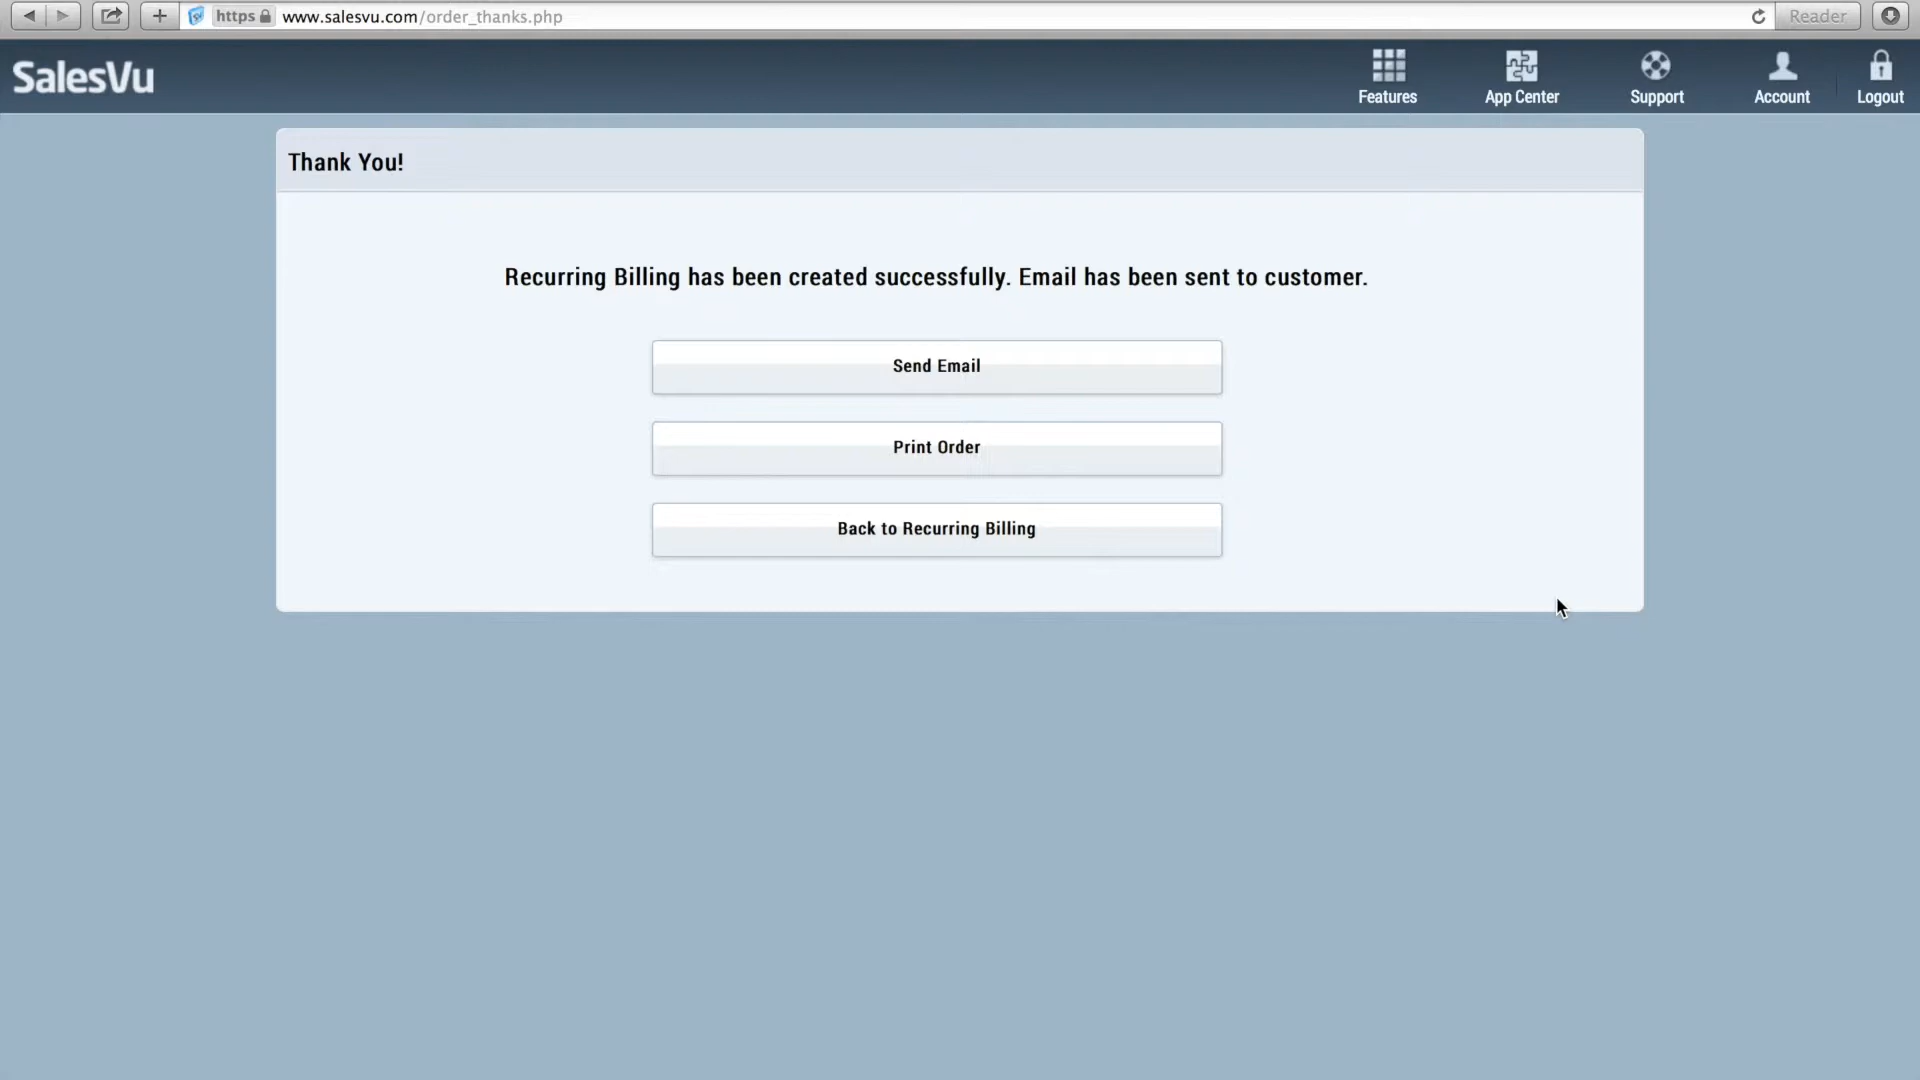 https www.salesvu.com/order_thanks.php Reader
SalesVu
Features App Center Support Account Logout
Thank You!
Recurring Billing has been created successfully. Email has been sent to customer.
Send Email
Print Order
Back to Recurring Billing